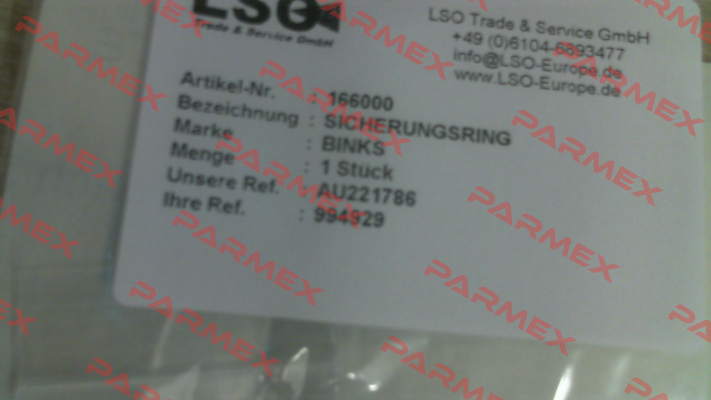 LSO
Trade & Service GmbH
LSO Trade & Service GmbH
+49 (0)6104-6893477
info@LSO-Europe.de
www.LSO-Europe.de
Artikel-Nr. : 166000
Bezeichnung : SICHERUNGSRING
Marke : BINKS
Menge : 1 Stück
Unsere Ref. : AU221786
Ihre Ref. : 994929
PARMEX